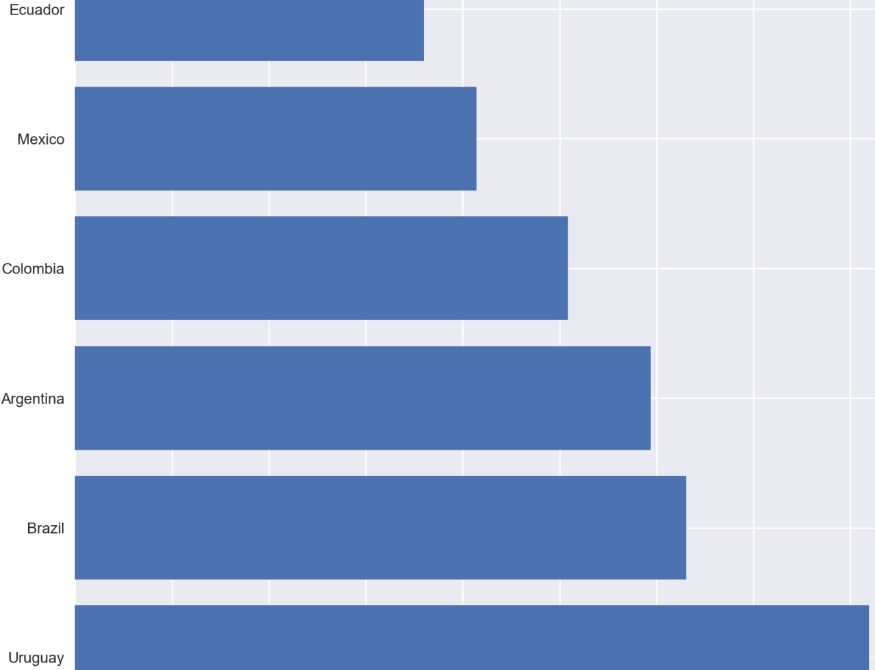 Ecuador
Mexico
Colombia
Argentina
Brazil
Uruguay